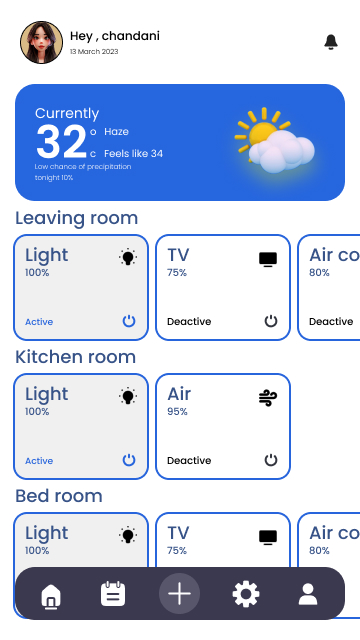 Hey , chandani
13 March 2023
Currently
32 o Haze
c Feels like 34
Low chance of precipitation
tonight 10%
Leaving room
Light TV Air co
100% 75% 80%
Active Deactive Deactive
Kitchen room
Light Air
100% 95%
Active Deactive
Bed room
Light TV Air co
100% 75% 80%